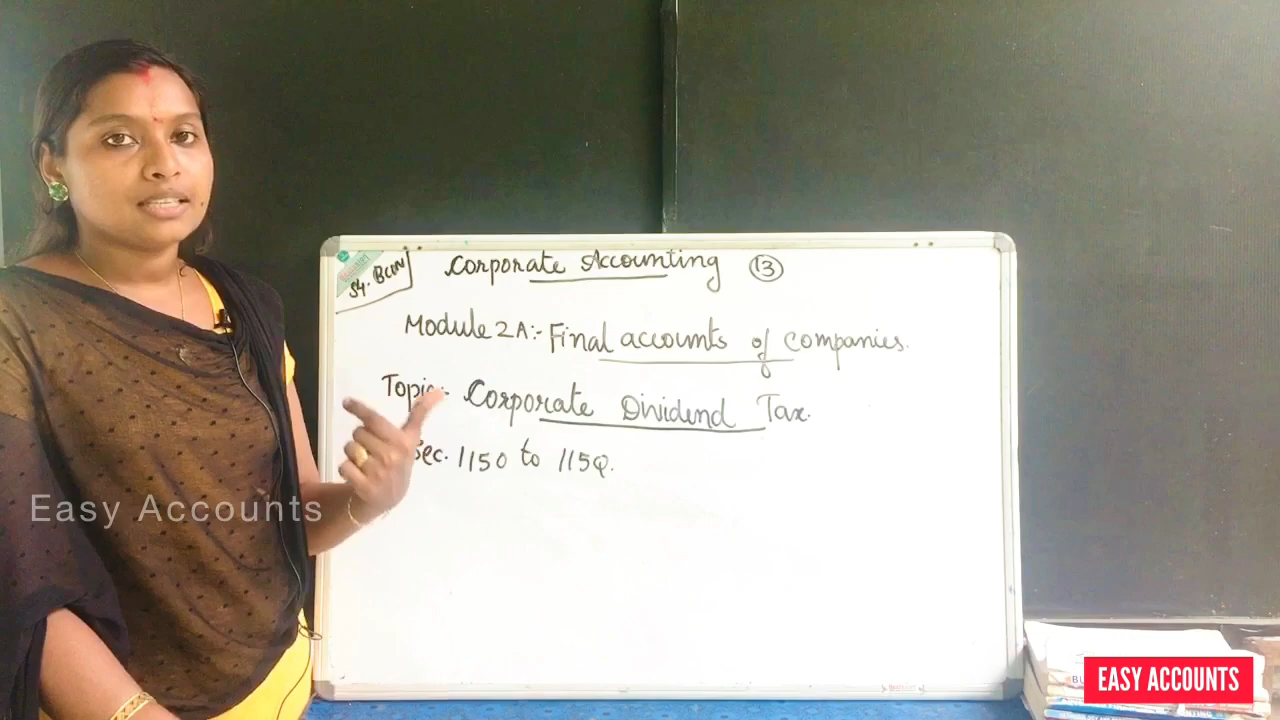 Corporate Accounting 13
S4. BCOM
Module 2A:- Final accounts of companies.
Topic:- Corporate Dividend Tax.
Sec. 115O to 115Q.
Easy Accounts
EASY ACCOUNTS